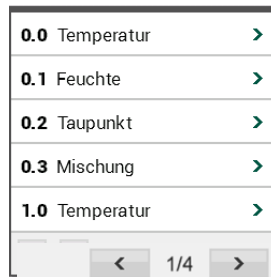 0.0 Temperatur
0.1 Feuchte
0.2 Taupunkt
0.3 Mischung
1.0 Temperatur
1/4